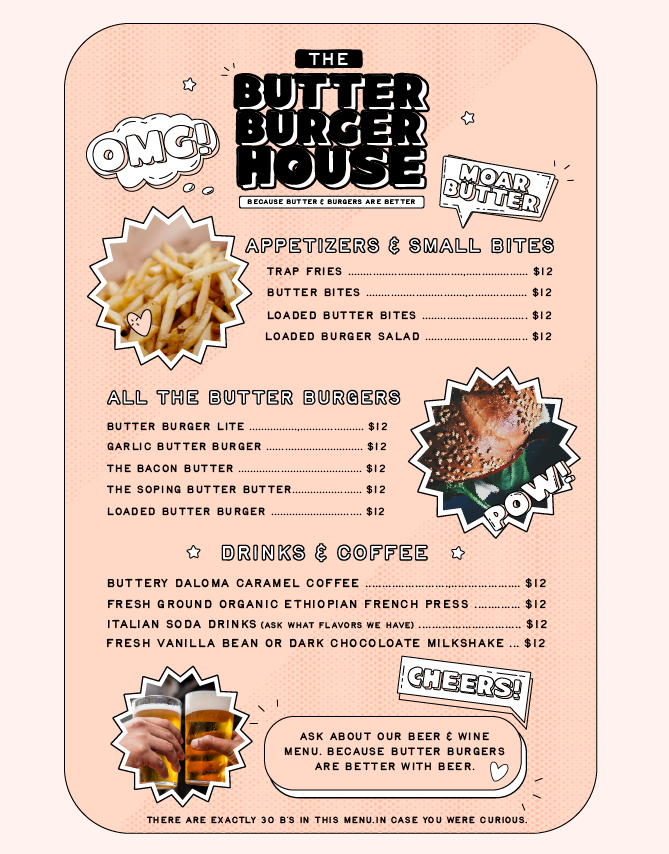 THE
BUTTER
BURGER
HOUSE
BECAUSE BUTTER & BURGERS ARE BETTER
OMG!
MOAR
BUTTER
APPETIZERS & SMALL BITES
TRAP FRIES ........................................ $12
BUTTER BITES ........................................ $12
LOADED BUTTER BITES .............................. $12
LOADED BURGER SALAD .............................. $12
ALL THE BUTTER BURGERS
BUTTER BURGER LITE .............................. $12
GARLIC BUTTER BURGER .............................. $12
THE BACON BUTTER .............................. $12
THE SOPING BUTTER BUTTER........................ $12
LOADED BUTTER BURGER ........................ $12
POW!
DRINKS & COFFEE
BUTTERY DALOMA CARAMEL COFFEE ........................................ $12
FRESH GROUND ORGANIC ETHIOPIAN FRENCH PRESS ............ $12
ITALIAN SODA DRINKS (ASK WHAT FLAVORS WE HAVE) .......................... $12
FRESH VANILLA BEAN OR DARK CHOCOLOATE MILKSHAKE ... $12
CHEERS!
ASK ABOUT OUR BEER & WINE
MENU. BECAUSE BUTTER BURGERS
ARE BETTER WITH BEER.
THERE ARE EXACTLY 30 B'S IN THIS MENU.IN CASE YOU WERE CURIOUS.